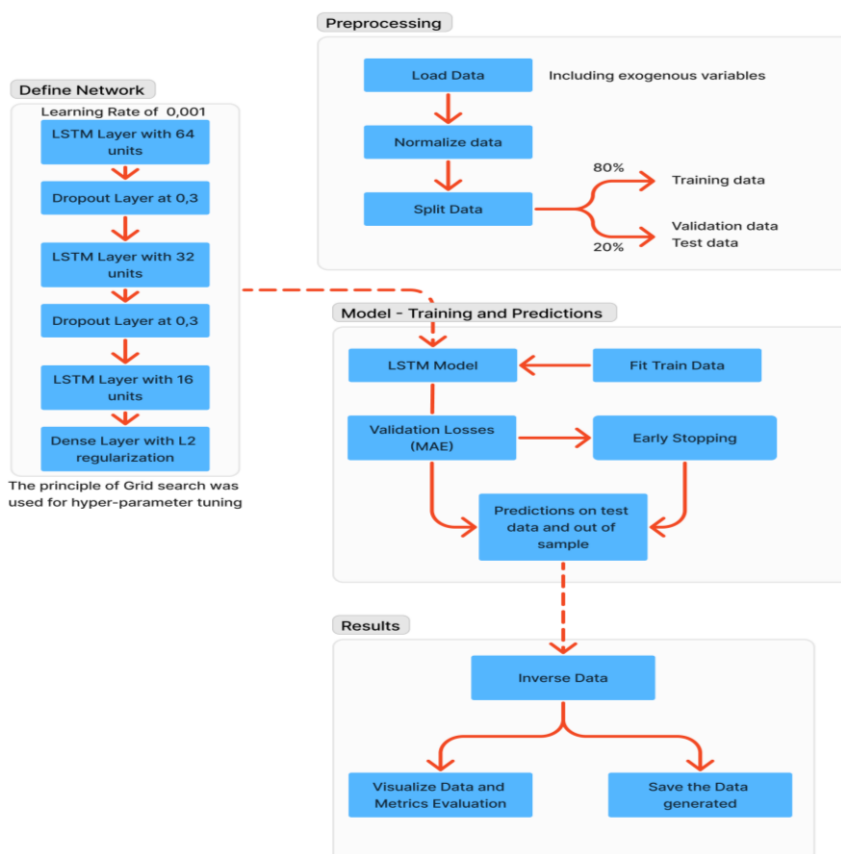 Preprocessing
Load Data
Including exogenous variables
Normalize data
Split Data
80%
Training data
20%
Validation data
Test data
Define Network
Learning Rate of 0,001
LSTM Layer with 64
units
Dropout Layer at 0,3
LSTM Layer with 32
units
Dropout Layer at 0,3
LSTM Layer with 16
units
Dense Layer with L2
regularization
The principle of Grid search was
used for hyper-parameter tuning
Model - Training and Predictions
LSTM Model
Fit Train Data
Validation Losses
(MAE)
Early Stopping
Predictions on test
data and out of
sample
Results
Inverse Data
Visualize Data and
Metrics Evaluation
Save the Data
generated